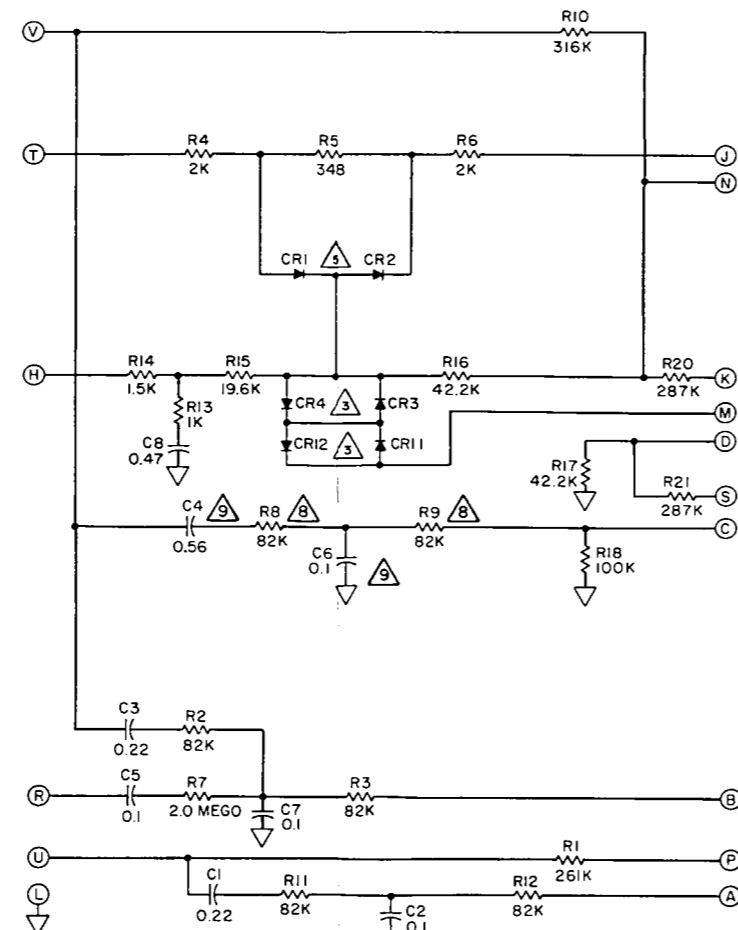 V
R10
316K
T
R4
2K
R5
348
R6
2K
J
N
CR1
5
CR2
H
R14
1.5K
R15
19.6K
R16
42.2K
R20
287K
K
R13
1K
CR4
3
CR3
M
C8
0.47
CR12
3
CR11
D
R17
42.2K
R21
287K
S
C4
0.56
9
R8
82K
8
R9
82K
8
C
C6
0.1
9
R18
100K
C3
0.22
R2
82K
R
C5
0.1
R7
2.0 MEGO
C7
0.1
R3
82K
B
U
R1
261K
P
L
C1
0.22
R11
82K
C2
0.1
R12
82K
A